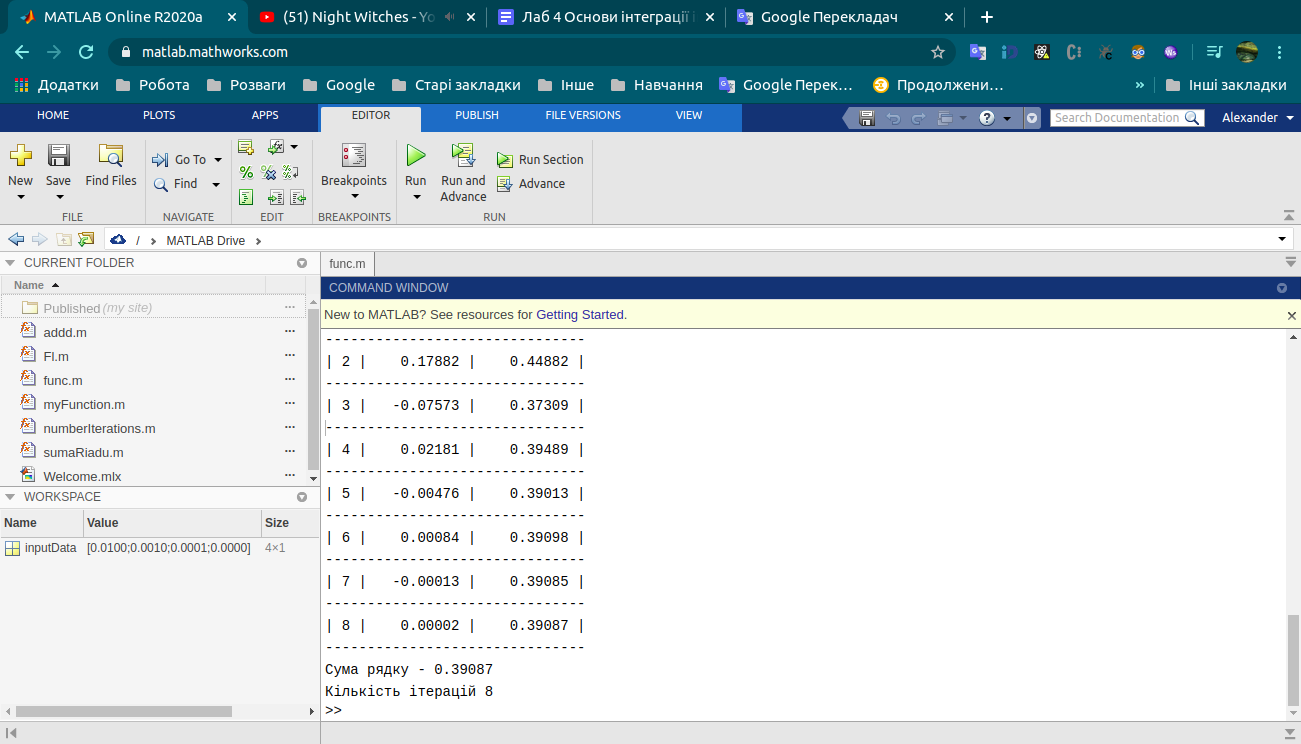 MATLAB Online R2020a
(51) Night Witches - Yo
Лаб 4 Основи інтеграції і
Google Перекладач
matlab.mathworks.com
Додатки
Робота
Розваги
Google
Старі закладки
Інше
Навчання
Google Перек…
Продолжени…
»
Інші закладки
HOME
PLOTS
APPS
EDITOR
PUBLISH
FILE VERSIONS
VIEW
Search Documentation
Alexander
New
Save
Find Files
Go To
Find
Breakpoints
Run
Run and
Advance
Run Section
Advance
FILE
NAVIGATE
EDIT
BREAKPOINTS
RUN
/ › MATLAB Drive ›
CURRENT FOLDER
Name
Published (my site)
addd.m
Fl.m
func.m
myFunction.m
numberIterations.m
sumaRiadu.m
Welcome.mlx
WORKSPACE
Name Value Size
inputData [0.0100;0.0010;0.0001;0.0000] 4×1
func.m
COMMAND WINDOW
New to MATLAB? See resources for Getting Started.
-------------------------------
| 2 |    0.17882 |    0.44882 |
-------------------------------
| 3 |   -0.07573 |    0.37309 |
-------------------------------
| 4 |    0.02181 |    0.39489 |
-------------------------------
| 5 |   -0.00476 |    0.39013 |
-------------------------------
| 6 |    0.00084 |    0.39098 |
-------------------------------
| 7 |   -0.00013 |    0.39085 |
-------------------------------
| 8 |    0.00002 |    0.39087 |
-------------------------------
Сума рядку - 0.39087
Кількість ітерацій 8
>>